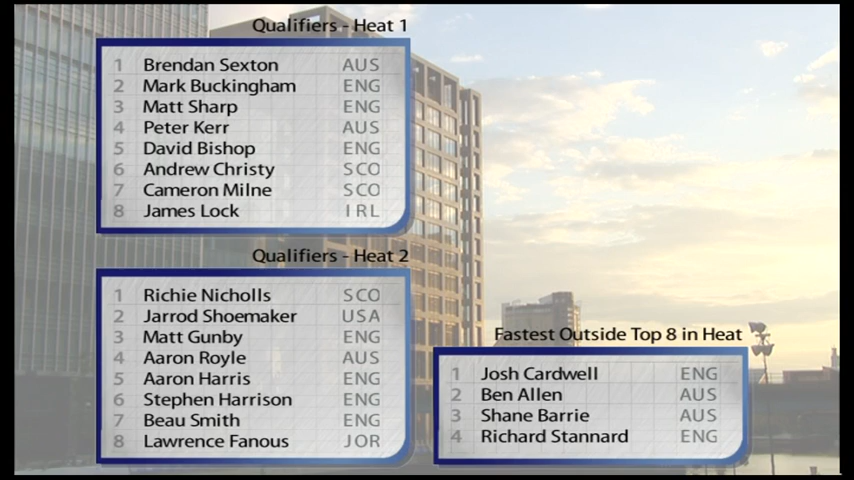 Qualifiers - Heat 1
1 Brendan Sexton AUS
2 Mark Buckingham ENG
3 Matt Sharp ENG
4 Peter Kerr AUS
5 David Bishop ENG
6 Andrew Christy SCO
7 Cameron Milne SCO
8 James Lock IRL
Qualifiers - Heat 2
1 Richie Nicholls SCO
2 Jarrod Shoemaker USA
3 Matt Gunby ENG
4 Aaron Royle AUS
5 Aaron Harris ENG
6 Stephen Harrison ENG
7 Beau Smith ENG
8 Lawrence Fanous JOR
Fastest Outside Top 8 in Heat
1 Josh Cardwell ENG
2 Ben Allen AUS
3 Shane Barrie AUS
4 Richard Stannard ENG